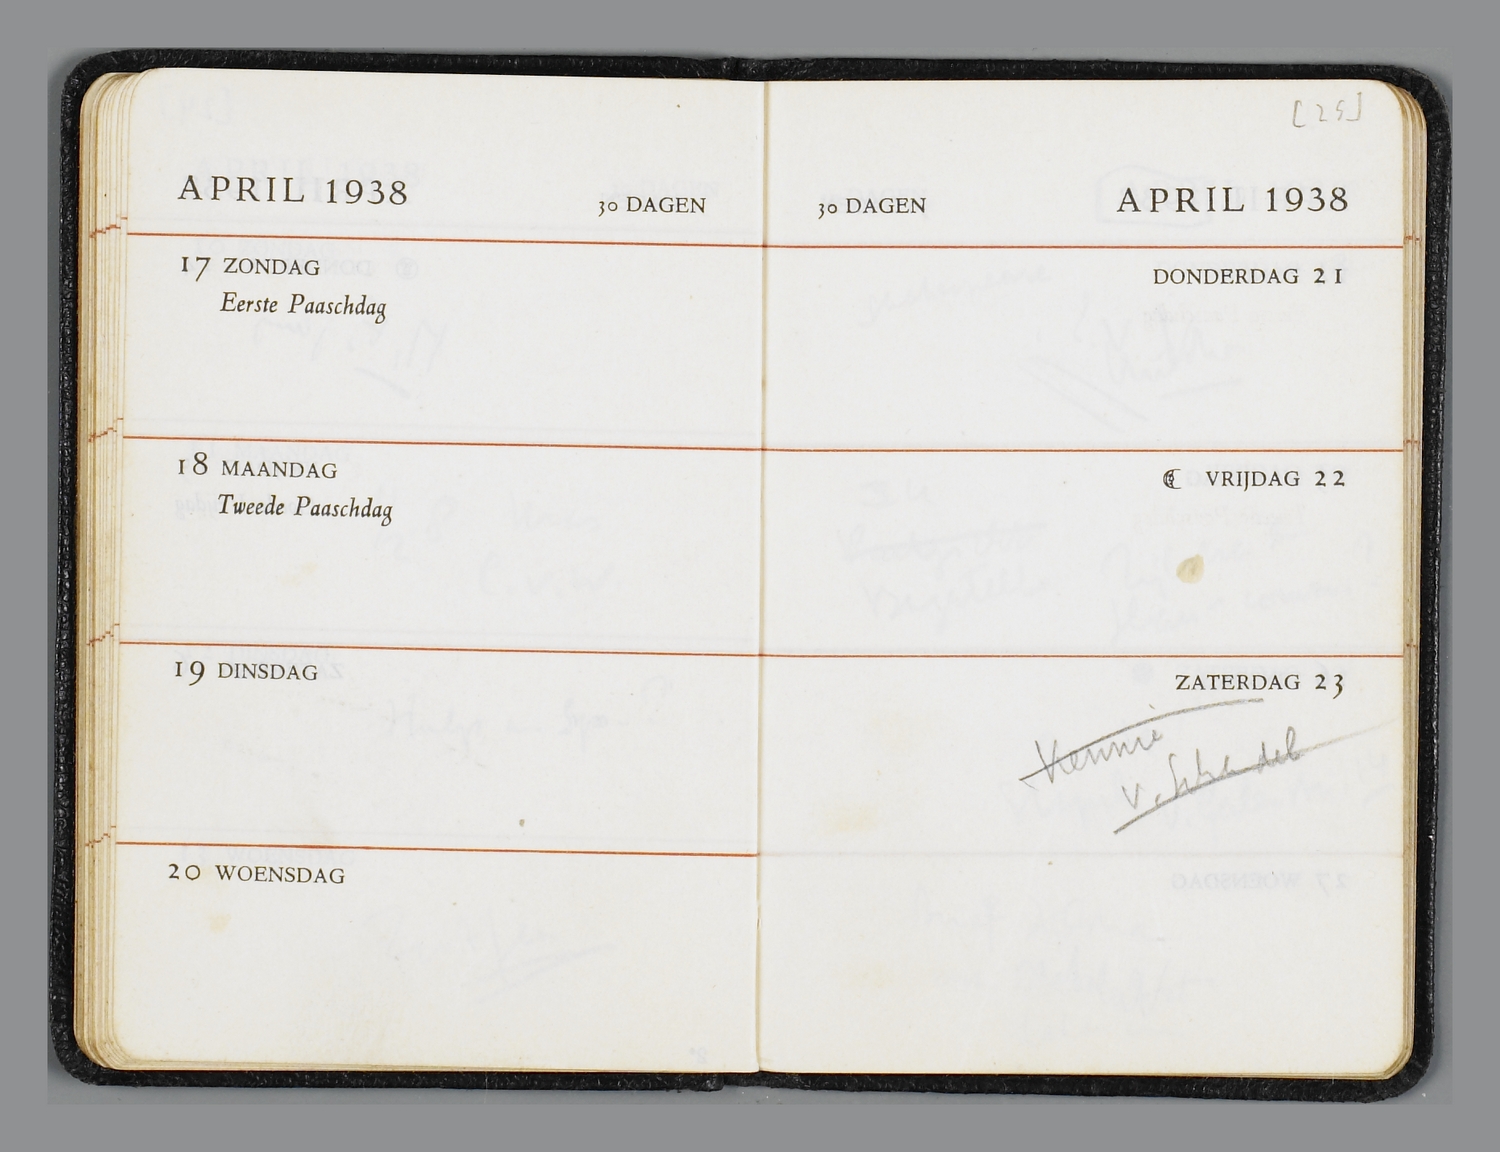 APRIL 1938
30 DAGEN
17 ZONDAG
Eerste Paaschdag
18 MAANDAG
Tweede Paaschdag
19 DINSDAG
20 WOENSDAG
[25]
30 DAGEN
APRIL 1938
DONDERDAG 21
VRIJDAG 22
ZATERDAG 23
Kennie
v.